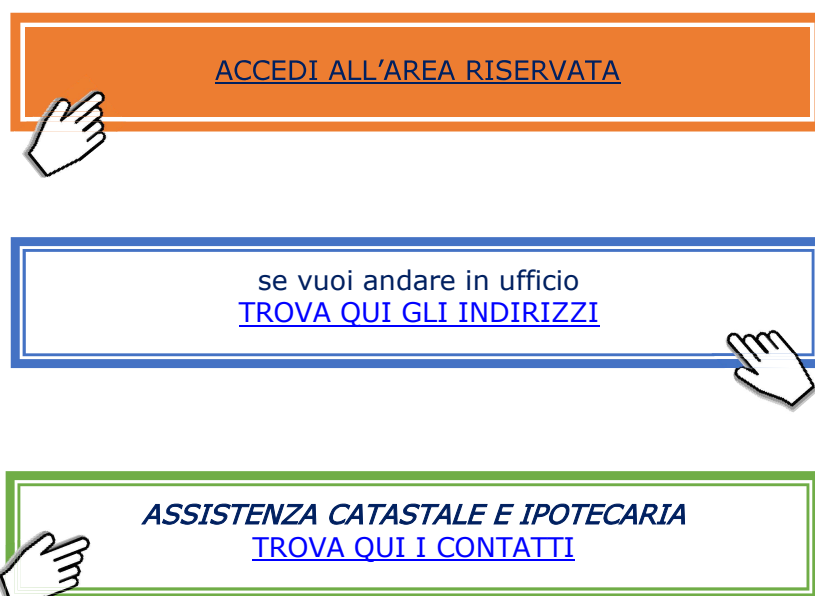 ACCEDI ALL’AREA RISERVATA
se vuoi andare in ufficio
TROVA QUI GLI INDIRIZZI
ASSISTENZA CATASTALE E IPOTECARIA
TROVA QUI I CONTATTI